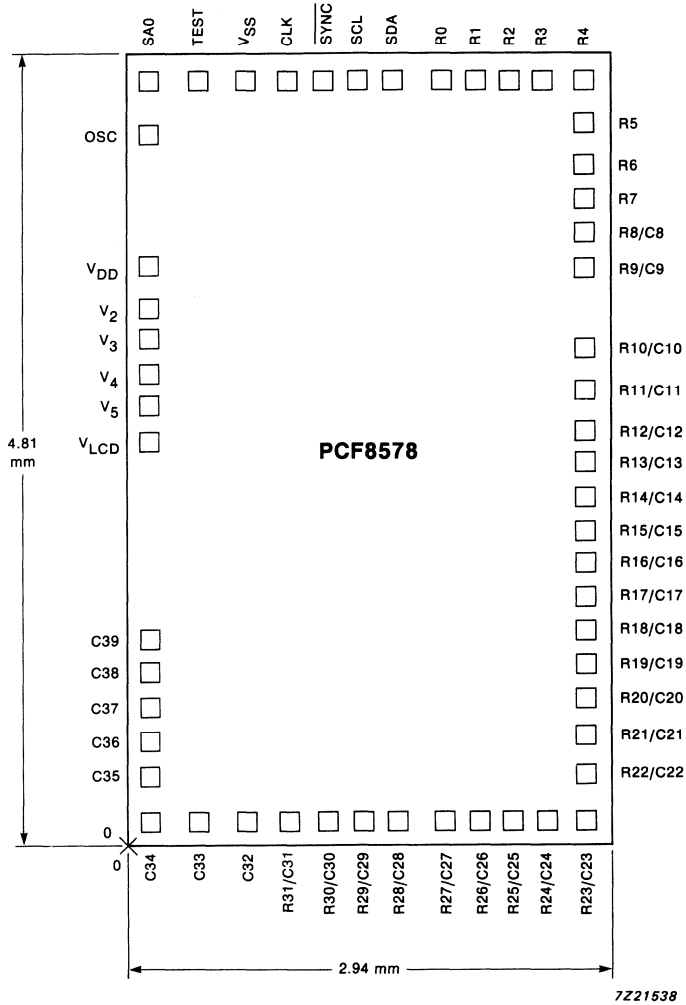 SA0
TEST
VSS
CLK
SYNC
SCL
SDA
R0
R1
R2
R3
R4
OSC
VDD
V2
V3
V4
V5
VLCD
4.81
mm
C39
C38
C37
C36
C35
0
0
PCF8578
R5
R6
R7
R8/C8
R9/C9
R10/C10
R11/C11
R12/C12
R13/C13
R14/C14
R15/C15
R16/C16
R17/C17
R18/C18
R19/C19
R20/C20
R21/C21
R22/C22
C34
C33
C32
R31/C31
R30/C30
R29/C29
R28/C28
R27/C27
R26/C26
R25/C25
R24/C24
R23/C23
2.94 mm
7Z21538